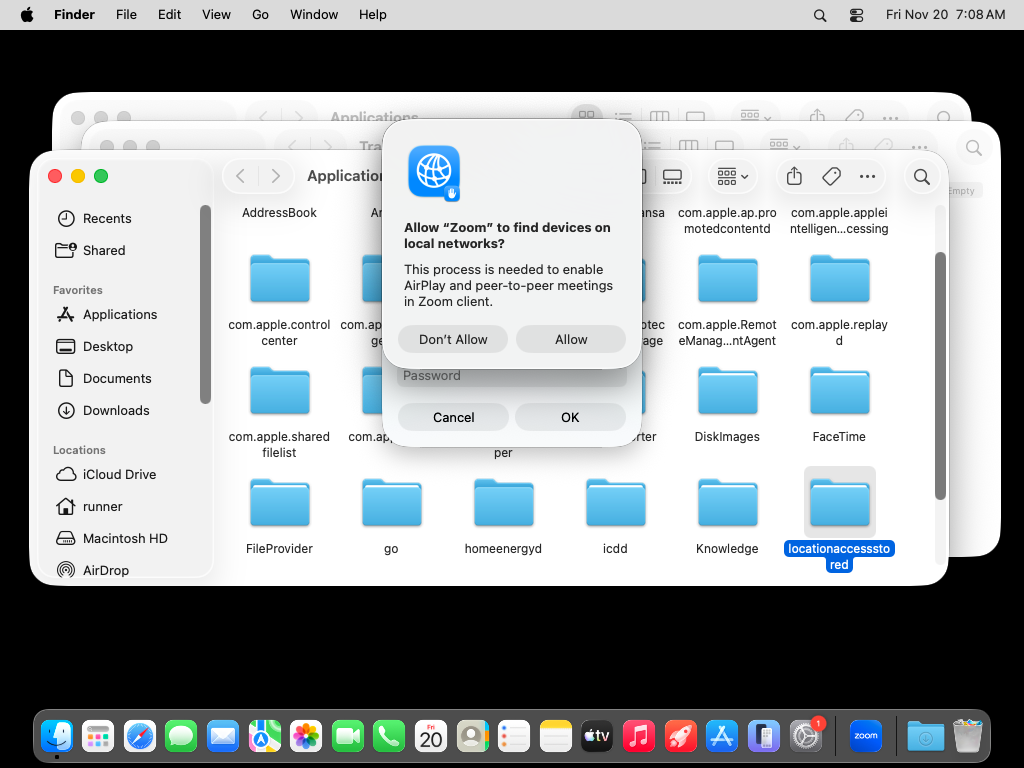 Finder File Edit View Go Window Help Fri Nov 20 7:08 AM
Applications
Applications
Recents
Shared
Favorites
Applications
Desktop
Documents
Downloads
Locations
iCloud Drive
runner
Macintosh HD
AirDrop
AddressBook
com.apple.ap.pro
motedcontentd
com.apple.applei
ntelligen...cessing
com.apple.control
center
com.apple.Remot
eManag...ntAgent
com.apple.replay
d
com.apple.shared
filelist
per
DiskImages
FaceTime
FileProvider
go
homeenergyd
icdd
Knowledge
locationaccesssto
red
Allow “Zoom” to find devices on
local networks?
This process is needed to enable
AirPlay and peer-to-peer meetings
in Zoom client.
Don’t Allow
Allow
Password
Cancel
OK
Fri
20
tv
1
zoom